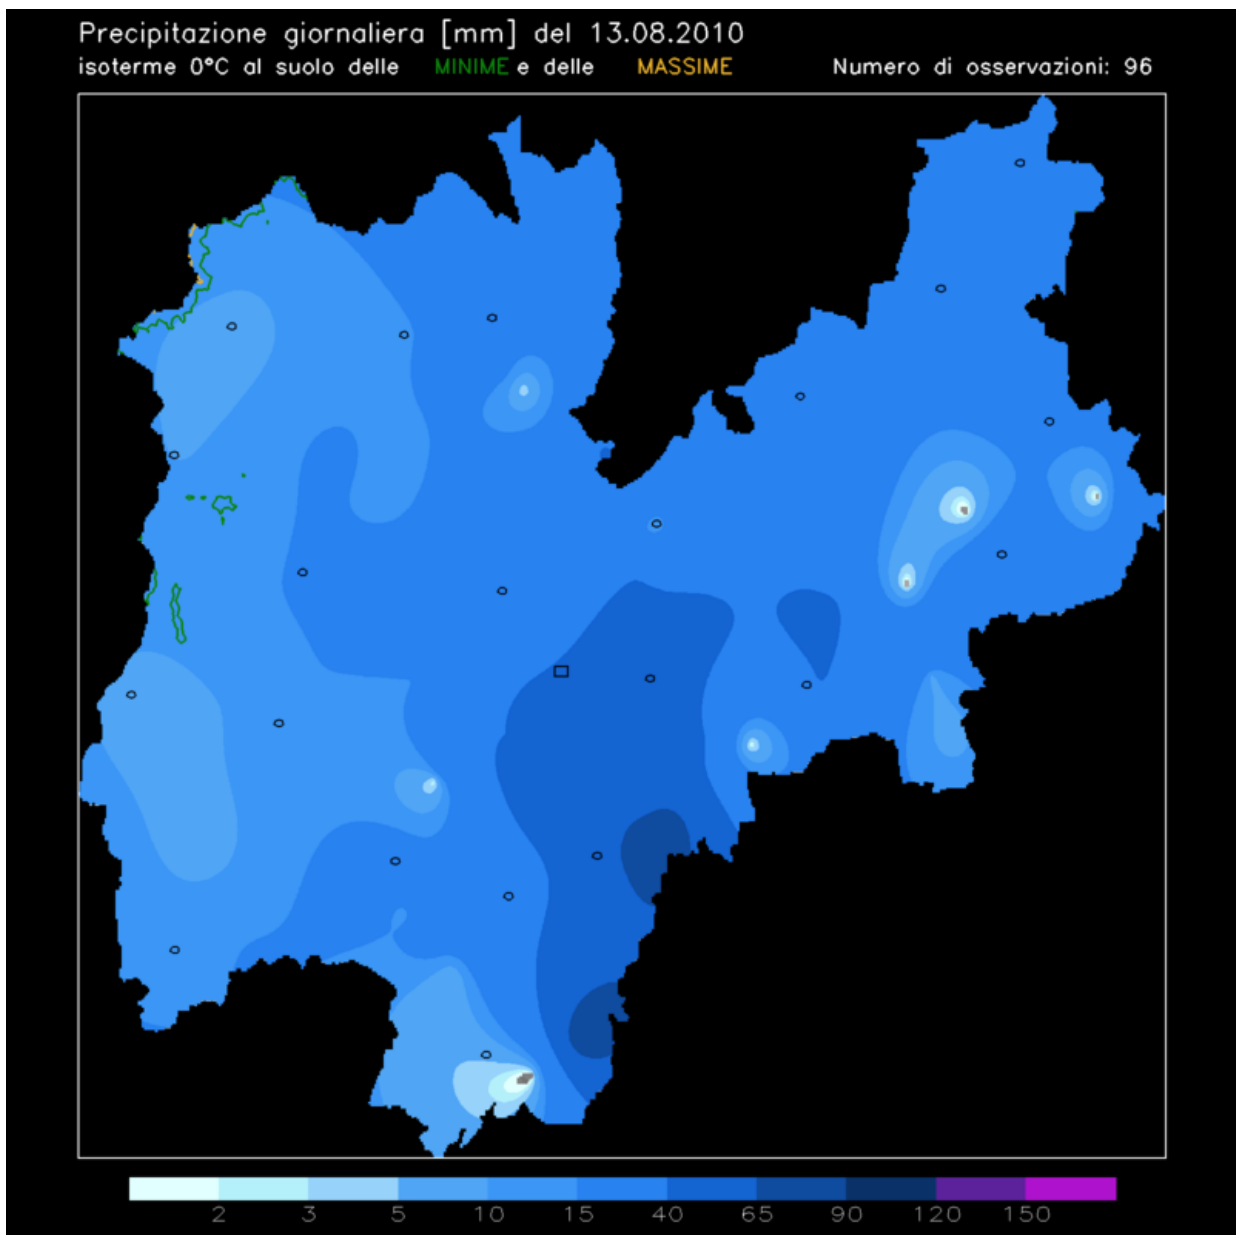 Precipitazione giornaliera [mm] del 13.08.2010
isoterme 0°C al suolo delle MINIME e delle MASSIME Numero di osservazioni: 96
2 3 5 10 15 40 65 90 120 150